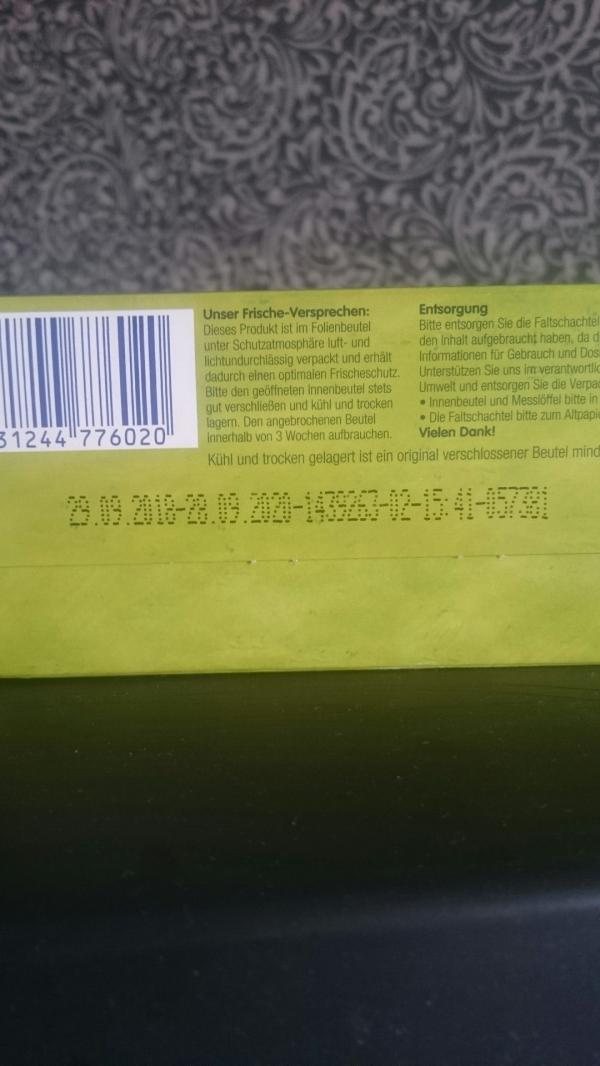 31244 776020
Unser Frische-Versprechen:
Dieses Produkt ist im Folienbeutel
unter Schutzatmosphäre luft- und
lichtundurchlässig verpackt und erhält
dadurch einen optimalen Frischeschutz.
Bitte den geöffneten Innenbeutel stets
gut verschließen und kühl und trocken
lagern. Den angebrochenen Beutel
innerhalb von 3 Wochen aufbrauchen.
Entsorgung
Bitte entsorgen Sie die Faltschachtel
den Inhalt aufgebraucht haben, da d
Informationen für Gebrauch und Dos
Unterstützen Sie uns im verantwortlic
Umwelt und entsorgen Sie die Verpa
• Innenbeutel und Messlöffel bitte in
• Die Faltschachtel bitte zum Altpapie
Vielen Dank!
Kühl und trocken gelagert ist ein original verschlossener Beutel mind
29.09.2018-28.09.2020-1439263-02-15:41-057381